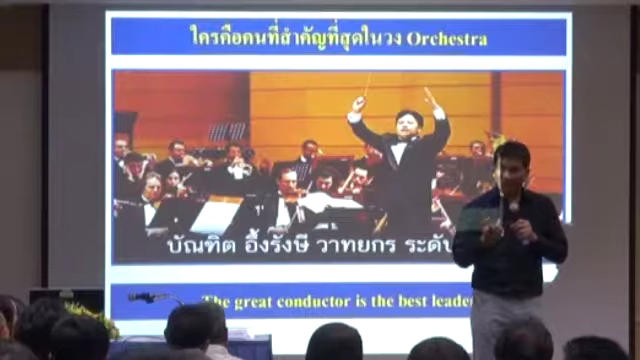 ใครคือคนที่สำคัญที่สุดในวง Orchestra
บัณฑิต อึ้งรังษี วาทยกร ระดับ
The great conductor is the best leader